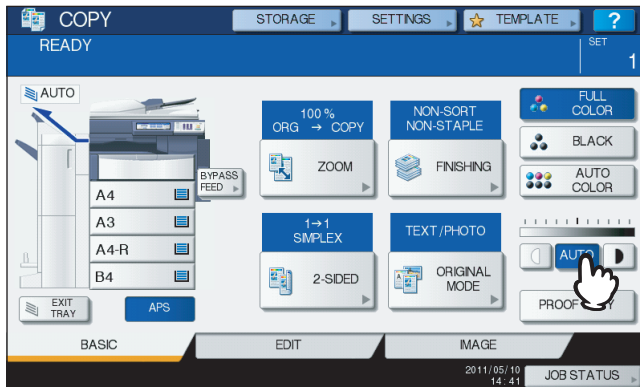 COPY
STORAGE
SETTINGS
TEMPLATE
?
READY
SET
1
AUTO
100 %
ORG → COPY
ZOOM
NON-SORT
NON-STAPLE
FINISHING
FULL
COLOR
BLACK
AUTO
COLOR
BYPASS
FEED
A4
A3
A4-R
B4
1→1
SIMPLEX
2-SIDED
TEXT/PHOTO
ORIGINAL
MODE
AUTO
EXIT
TRAY
APS
PROOF
BASIC
EDIT
IMAGE
2011/05/10
14:41
JOB STATUS